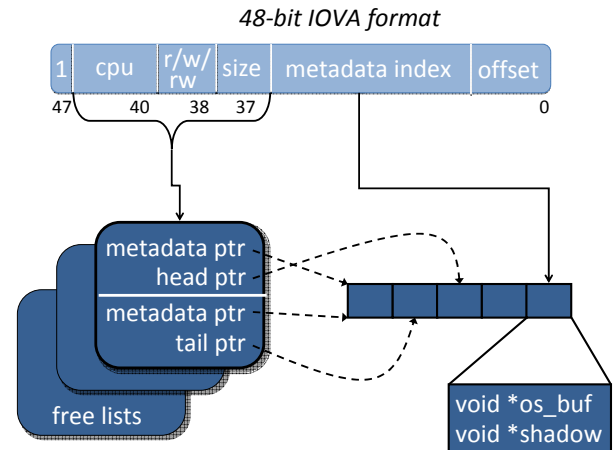 48-bit IOVA format
1 cpu r/w/ rw size metadata index offset
47 40 38 37 0
metadata ptr
head ptr
metadata ptr
tail ptr
free lists
void *os_buf
void *shadow